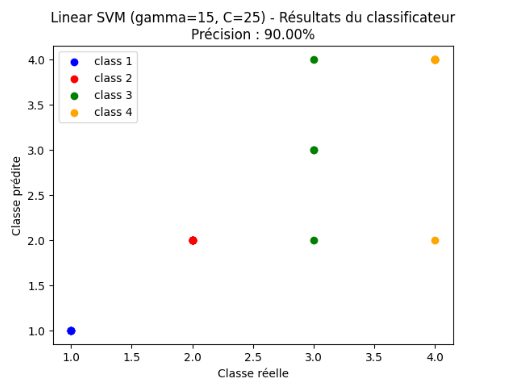 Linear SVM (gamma=15, C=25) - Résultats du classificateur
Précision : 90.00%
class 1
class 2
class 3
class 4
4.0
3.5
3.0
2.5
2.0
1.5
1.0
Classe prédite
1.0 1.5 2.0 2.5 3.0 3.5 4.0
Classe réelle